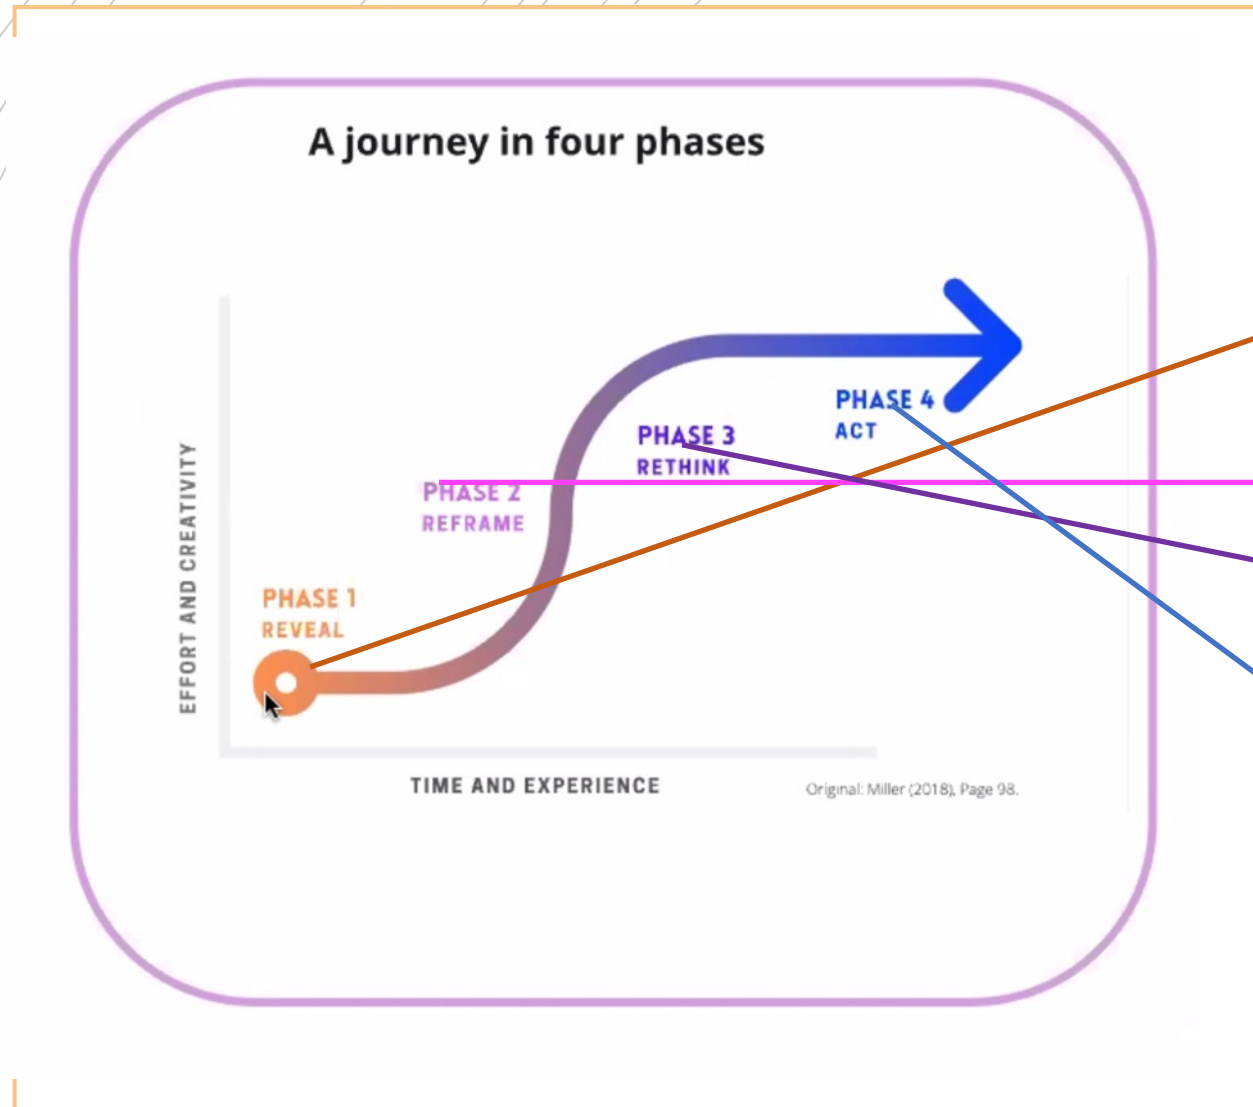 A journey in four phases
PHASE 4
ACT
PHASE 3
RETHINK
PHASE 2
REFRAME
PHASE 1
REVEAL
EFFORT AND CREATIVITY
TIME AND EXPERIENCE
Original: Miller (2018), Page 98.